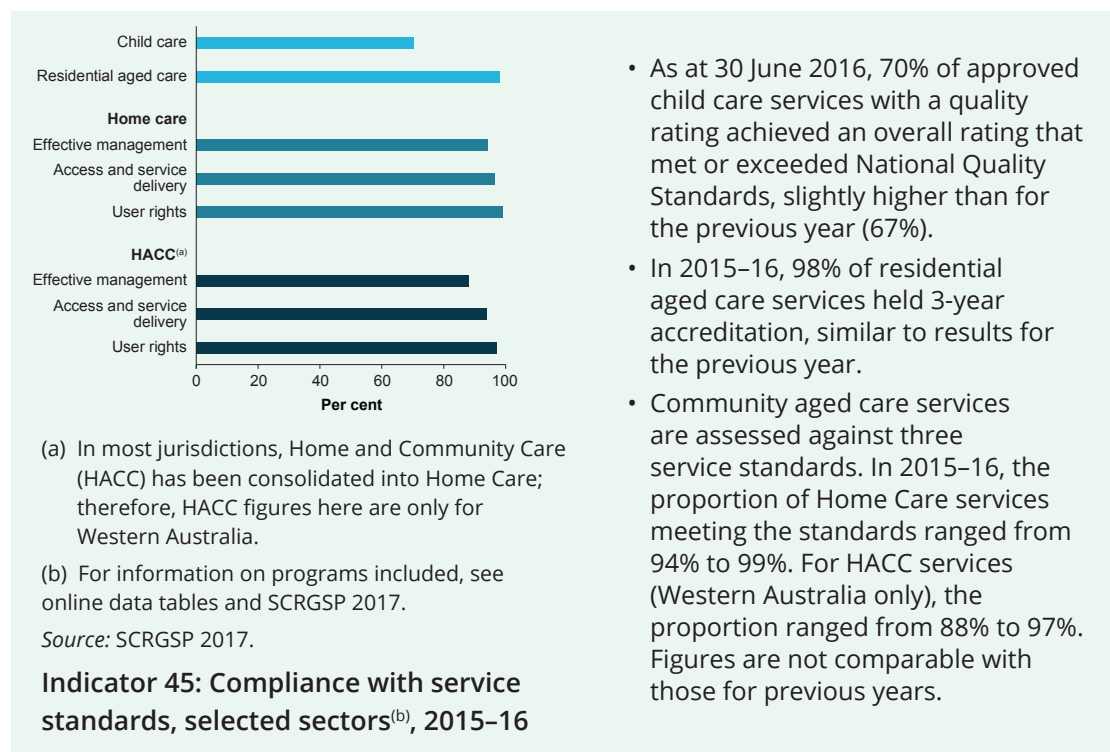 Child care
Residential aged care
Home care
Effective management
Access and service
delivery
User rights
HACC(a)
Effective management
Access and service
delivery
User rights
0 20 40 60 80 100
Per cent
(a) In most jurisdictions, Home and Community Care
(HACC) has been consolidated into Home Care;
therefore, HACC figures here are only for
Western Australia.
(b) For information on programs included, see
online data tables and SCRGSP 2017.
Source: SCRGSP 2017.
Indicator 45: Compliance with service
standards, selected sectors(b), 2015–16
• As at 30 June 2016, 70% of approved
child care services with a quality
rating achieved an overall rating that
met or exceeded National Quality
Standards, slightly higher than for
the previous year (67%).
• In 2015–16, 98% of residential
aged care services held 3-year
accreditation, similar to results for
the previous year.
• Community aged care services
are assessed against three
service standards. In 2015–16, the
proportion of Home Care services
meeting the standards ranged from
94% to 99%. For HACC services
(Western Australia only), the
proportion ranged from 88% to 97%.
Figures are not comparable with
those for previous years.